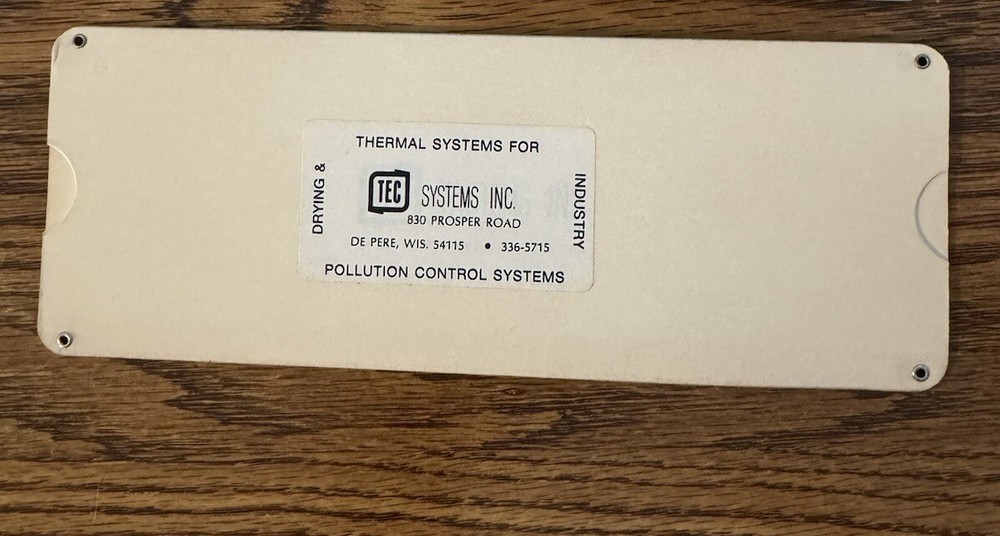 THERMAL SYSTEMS FOR
DRYING &
INDUSTRY
TEC SYSTEMS INC.
830 PROSPER ROAD
DE PERE, WIS. 54115 • 336-5715
POLLUTION CONTROL SYSTEMS